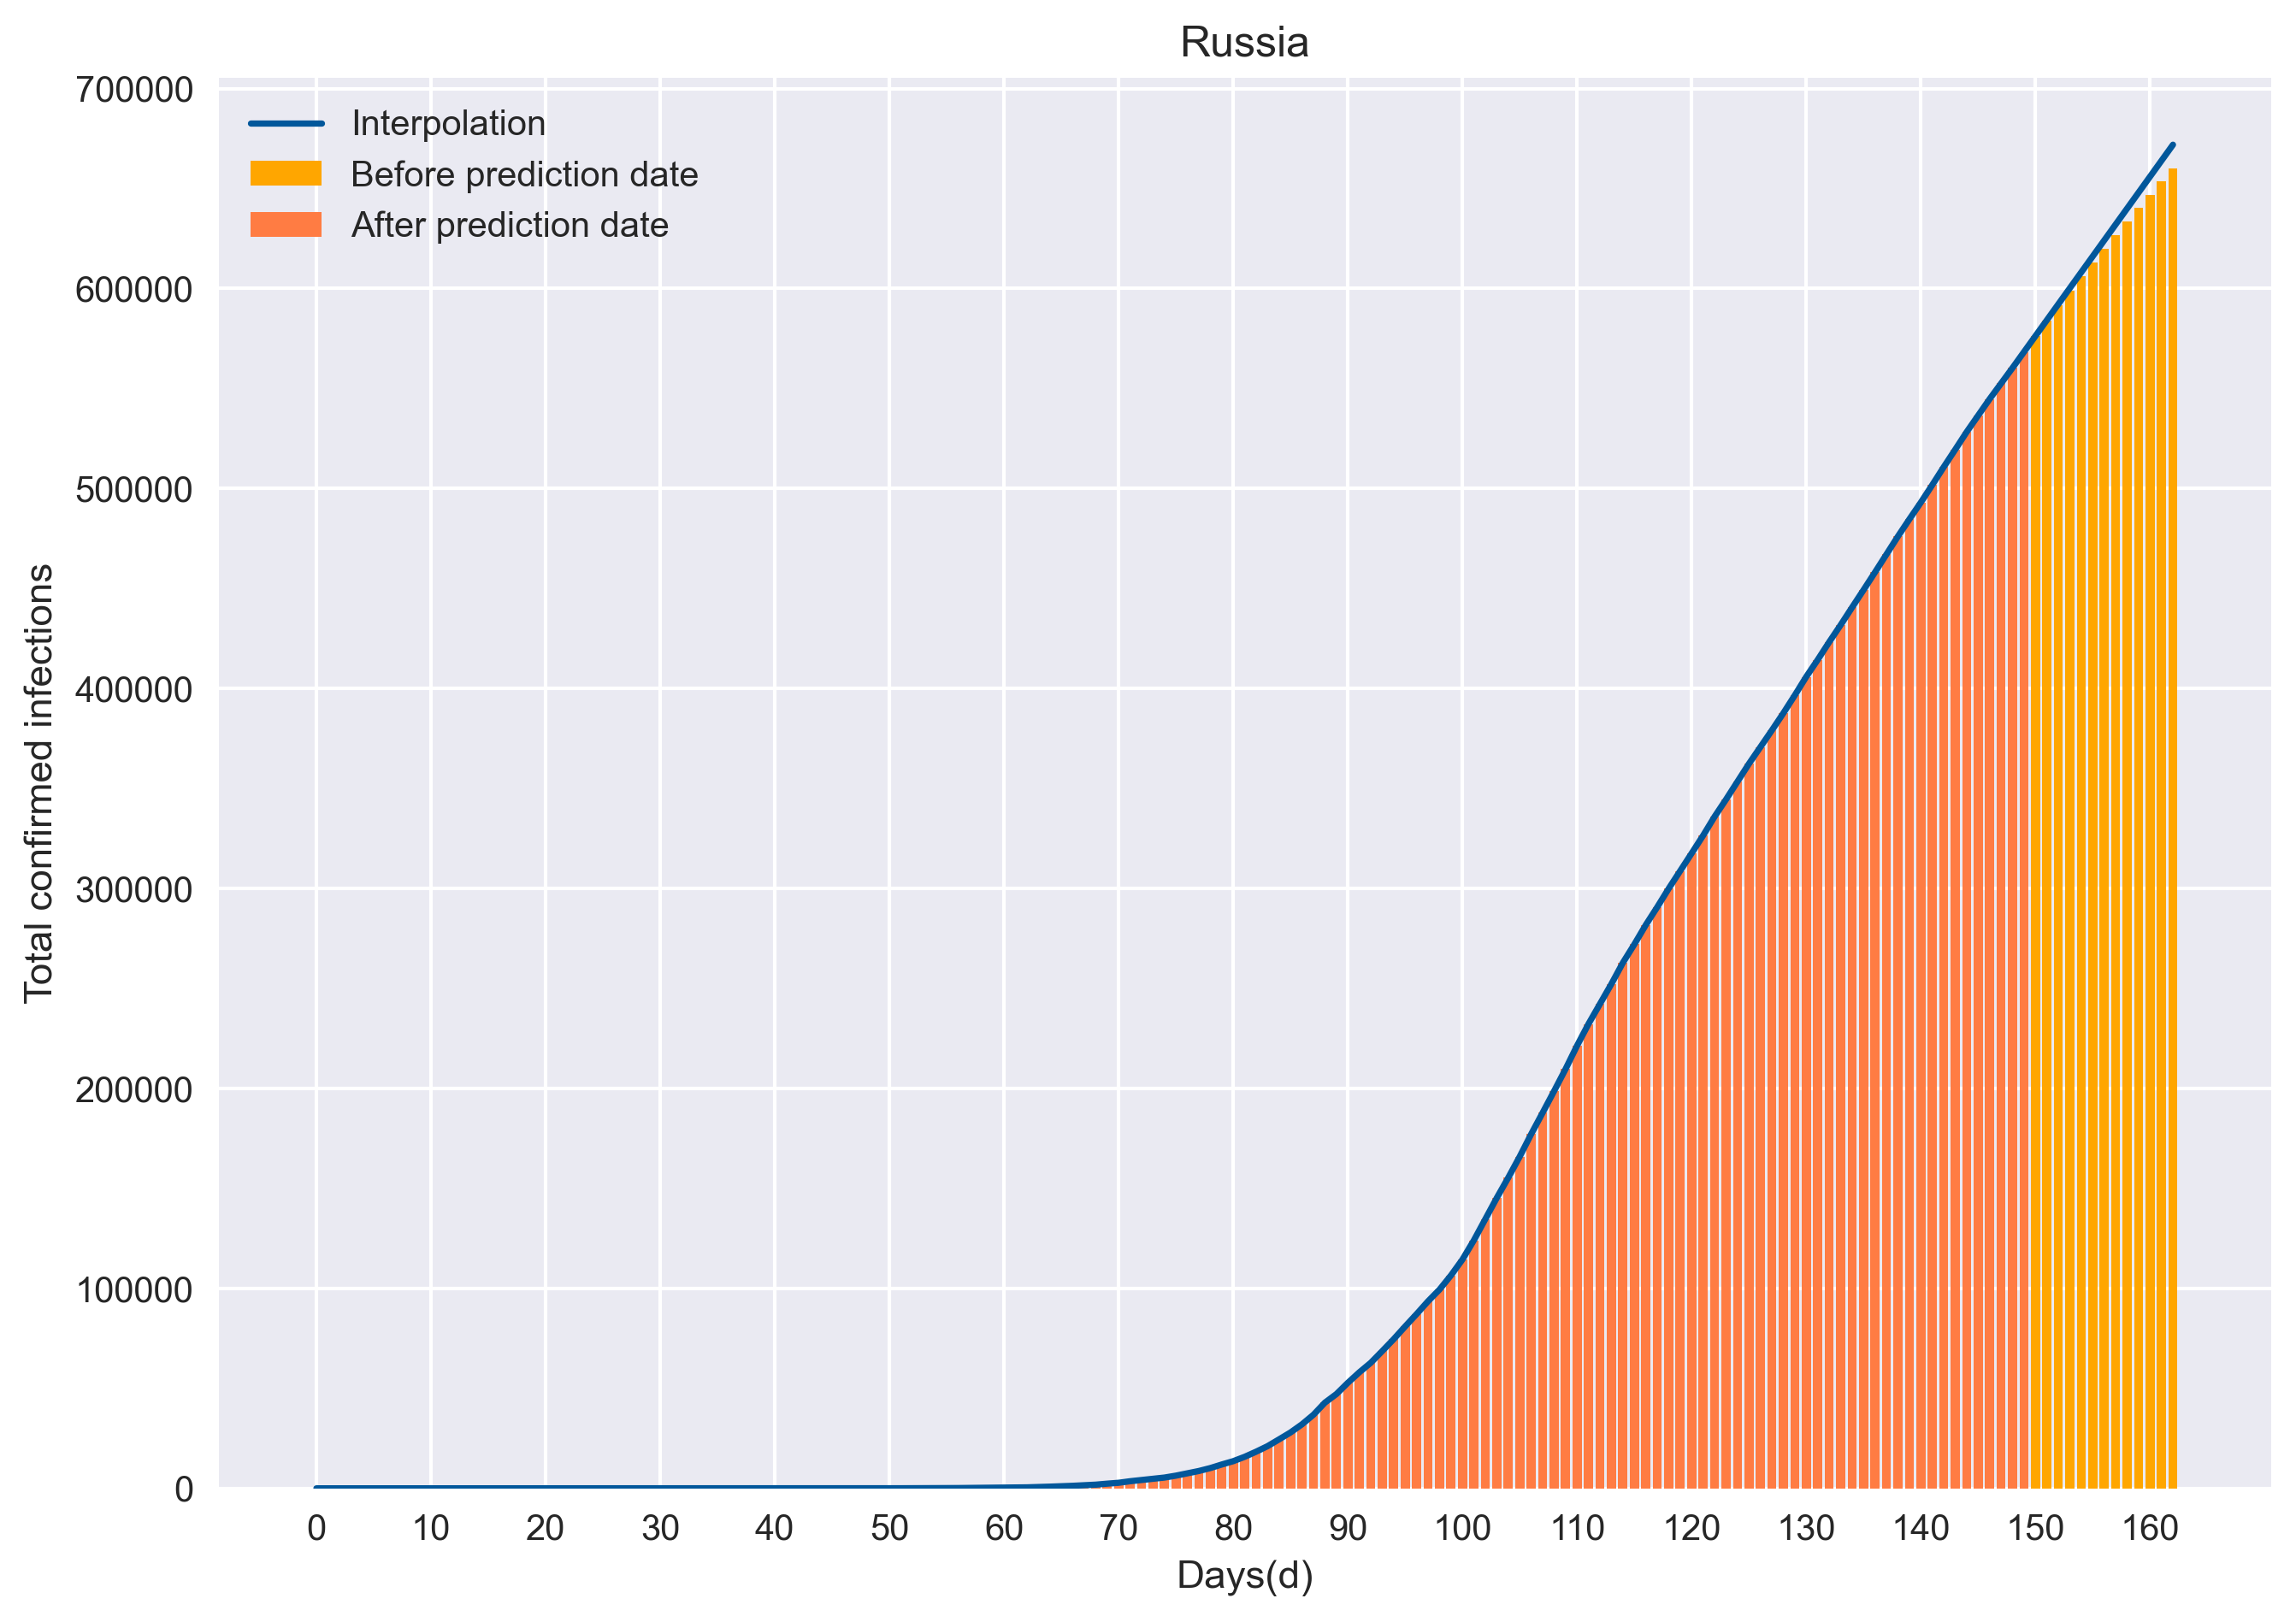 Russia
700000
600000
500000
400000
300000
200000
100000
0
Interpolation
Before prediction date
After prediction date
Total confirmed infections
0 10 20 30 40 50 60 70 80 90 100 110 120 130 140 150 160
Days(d)